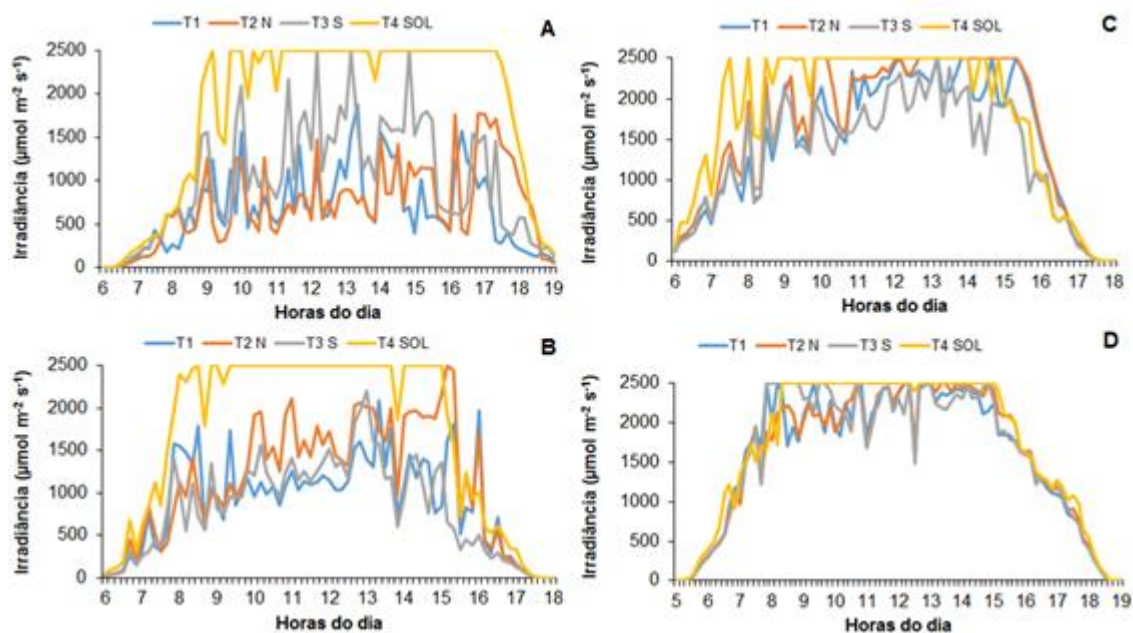 T1 T2 N T3 S T4 SOL
A
Irradiância (µmol m-2 s-1)
2500
2000
1500
1000
500
0
6 7 8 9 10 11 12 13 14 15 16 17 18 19
Horas do dia
T1 T2 N T3 S T4 SOL
C
Irradiância (µmol m-2 s-1)
2500
2000
1500
1000
500
0
6 7 8 9 10 11 12 13 14 15 16 17 18
Horas do dia
T1 T2 N T3 S T4 SOL
B
Irradiância (µmol m-2 s-1)
2500
2000
1500
1000
500
0
6 7 8 9 10 11 12 13 14 15 16 17 18
Horas do dia
T1 T2 N T3 S T4 SOL
D
Irradiância (µmol m-2 s-1)
2500
2000
1500
1000
500
0
5 6 7 8 9 10 11 12 13 14 15 16 17 18 19
Horas do dia